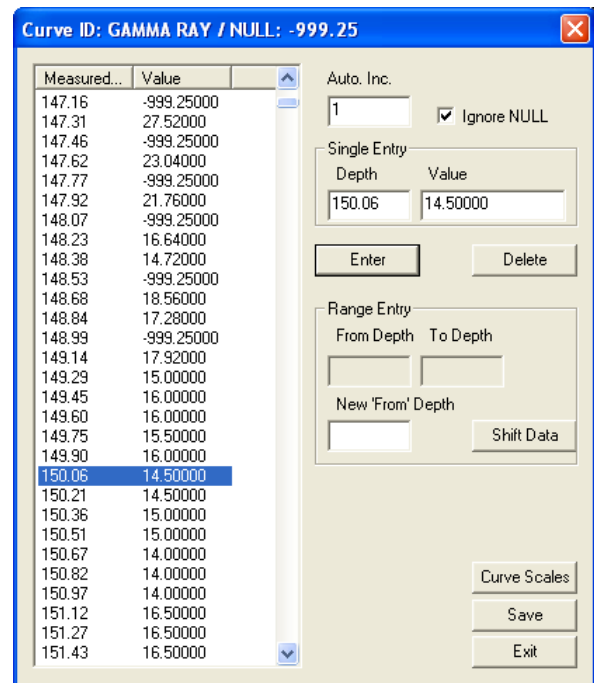 Curve ID: GAMMA RAY / NULL: -999.25
Measured... Value
147.16 -999.25000
147.31 27.52000
147.46 -999.25000
147.62 23.04000
147.77 -999.25000
147.92 21.76000
148.07 -999.25000
148.23 16.64000
148.38 14.72000
148.53 -999.25000
148.68 18.56000
148.84 17.28000
148.99 -999.25000
149.14 17.92000
149.29 15.00000
149.45 16.00000
149.60 16.00000
149.75 15.50000
149.90 16.00000
150.06 14.50000
150.21 14.50000
150.36 15.00000
150.51 15.00000
150.67 14.00000
150.82 14.00000
150.97 14.00000
151.12 16.50000
151.27 16.50000
151.43 16.50000
Auto. Inc.
1
Ignore NULL
Single Entry
Depth Value
150.06 14.50000
Enter Delete
Range Entry
From Depth To Depth
New 'From' Depth
Shift Data
Curve Scales
Save
Exit